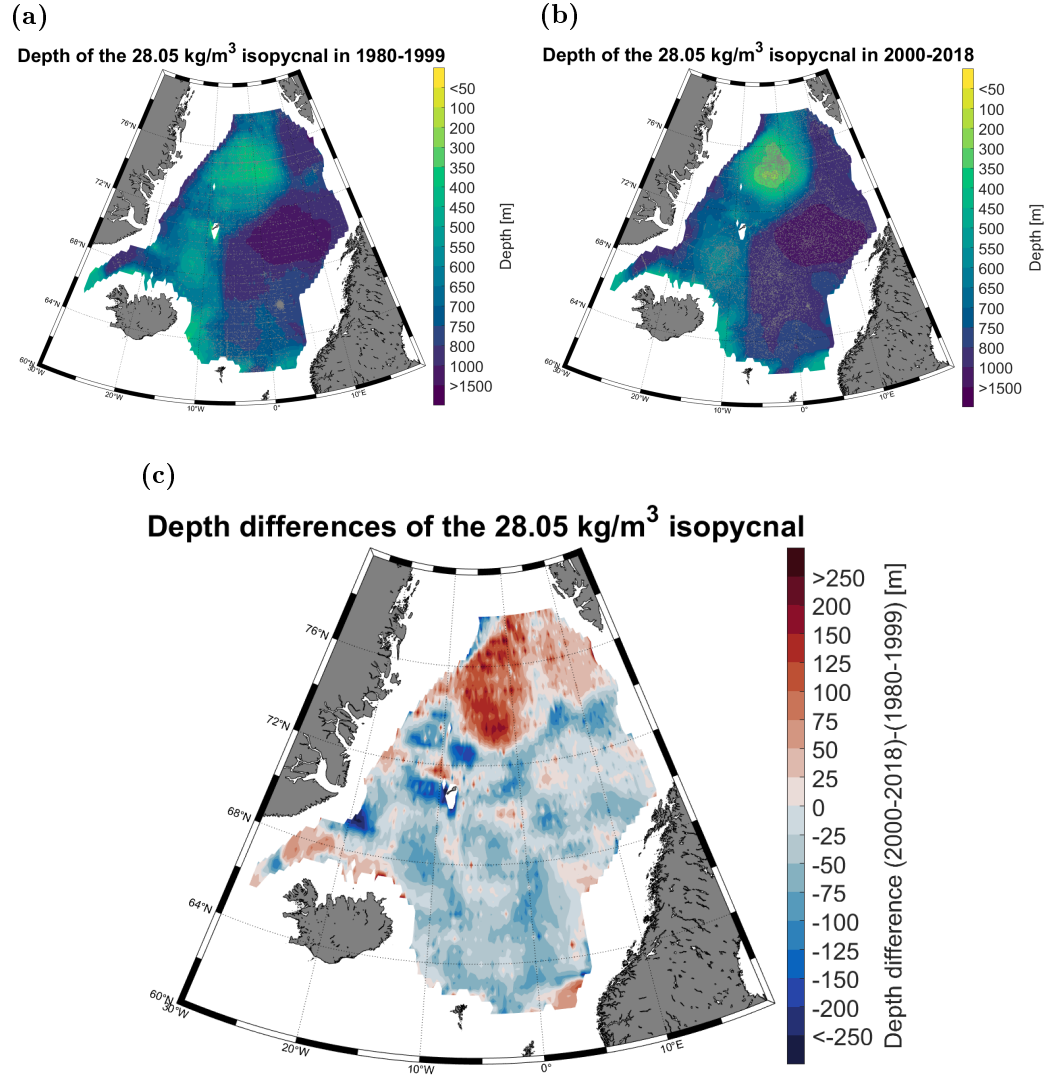 (a)
Depth of the 28.05 kg/m³ isopycnal in 1980-1999
<50
100
200
300
350
400
450
500
550
600
650
700
750
800
1000
>1500
Depth [m]
76°N
72°N
68°N
64°N
60°N
30°W
20°W
10°W
0°
10°E
(b)
Depth of the 28.05 kg/m³ isopycnal in 2000-2018
<50
100
200
300
350
400
450
500
550
600
650
700
750
800
1000
>1500
Depth [m]
76°N
72°N
68°N
64°N
60°N
30°W
20°W
10°W
0°
10°E
(c)
Depth differences of the 28.05 kg/m³ isopycnal
>250
200
150
125
100
75
50
25
0
-25
-50
-75
-100
-125
-150
-200
<-250
Depth difference (2000-2018)-(1980-1999) [m]
76°N
72°N
68°N
64°N
60°N
30°W
20°W
10°W
0°
10°E